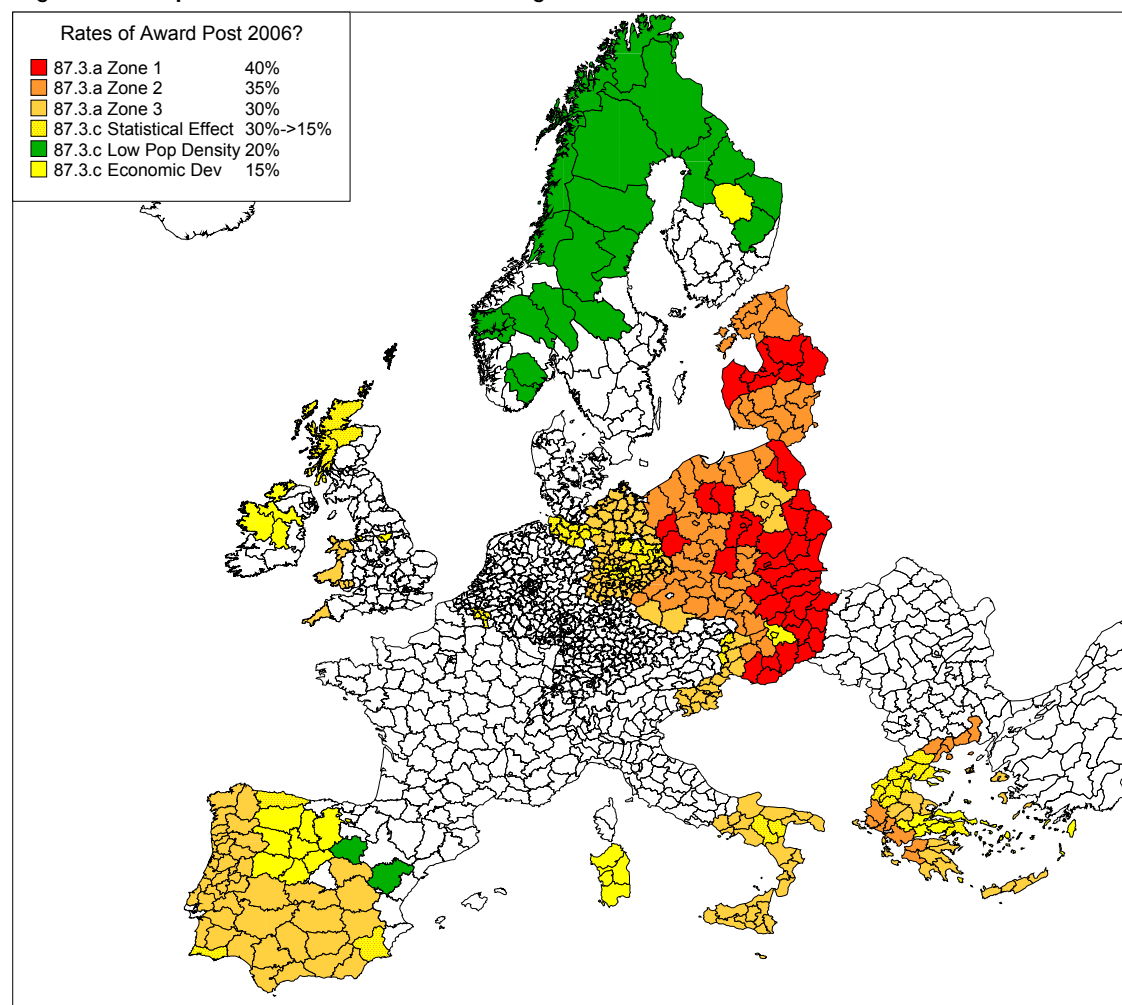 Rates of Award Post 2006?
87.3.a Zone 1 40%
87.3.a Zone 2 35%
87.3.a Zone 3 30%
87.3.c Statistical Effect 30%->15%
87.3.c Low Pop Density 20%
87.3.c Economic Dev 15%